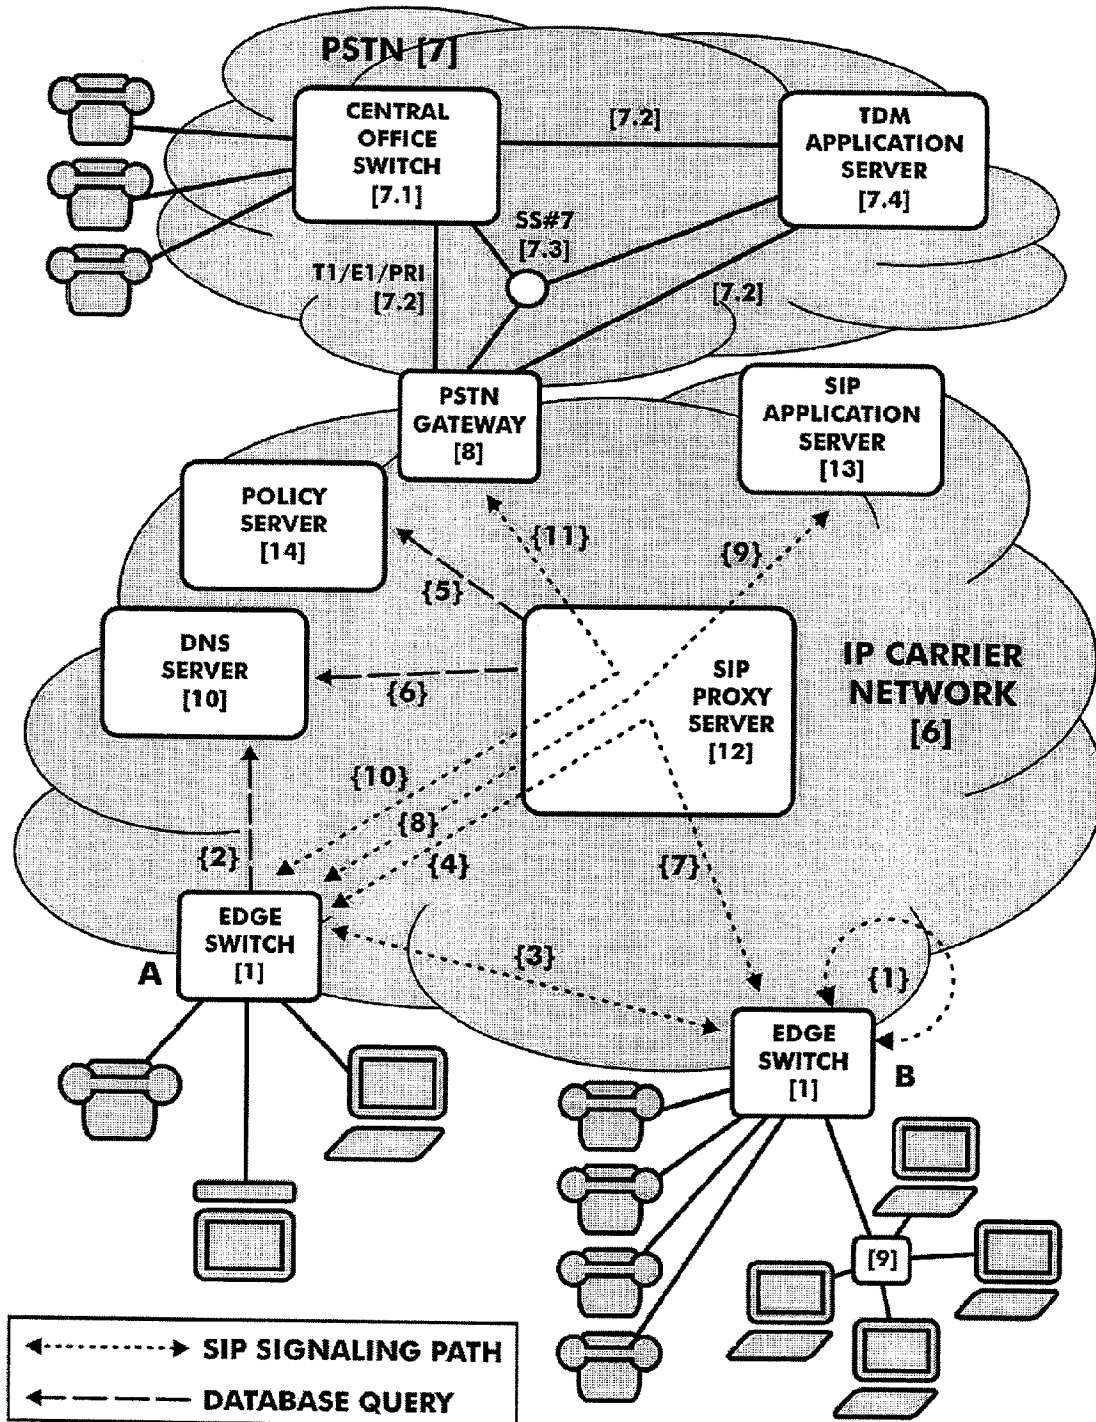 PSTN [7]
CENTRAL
OFFICE
SWITCH
[7.1]
[7.2]
TDM
APPLICATION
SERVER
[7.4]
SS#7
[7.3]
T1/E1/PRI
[7.2]
[7.2]
PSTN
GATEWAY
[8]
SIP
APPLICATION
SERVER
[13]
POLICY
SERVER
[14]
{11}
{9}
{5}
DNS
SERVER
[10]
{6}
SIP
PROXY
SERVER
[12]
IP CARRIER
NETWORK
[6]
{10}
{8}
{4}
{2}
{7}
EDGE
SWITCH
[1]
A
{3}
{1}
EDGE
SWITCH
[1]
B
[9]
SIP SIGNALING PATH
DATABASE QUERY